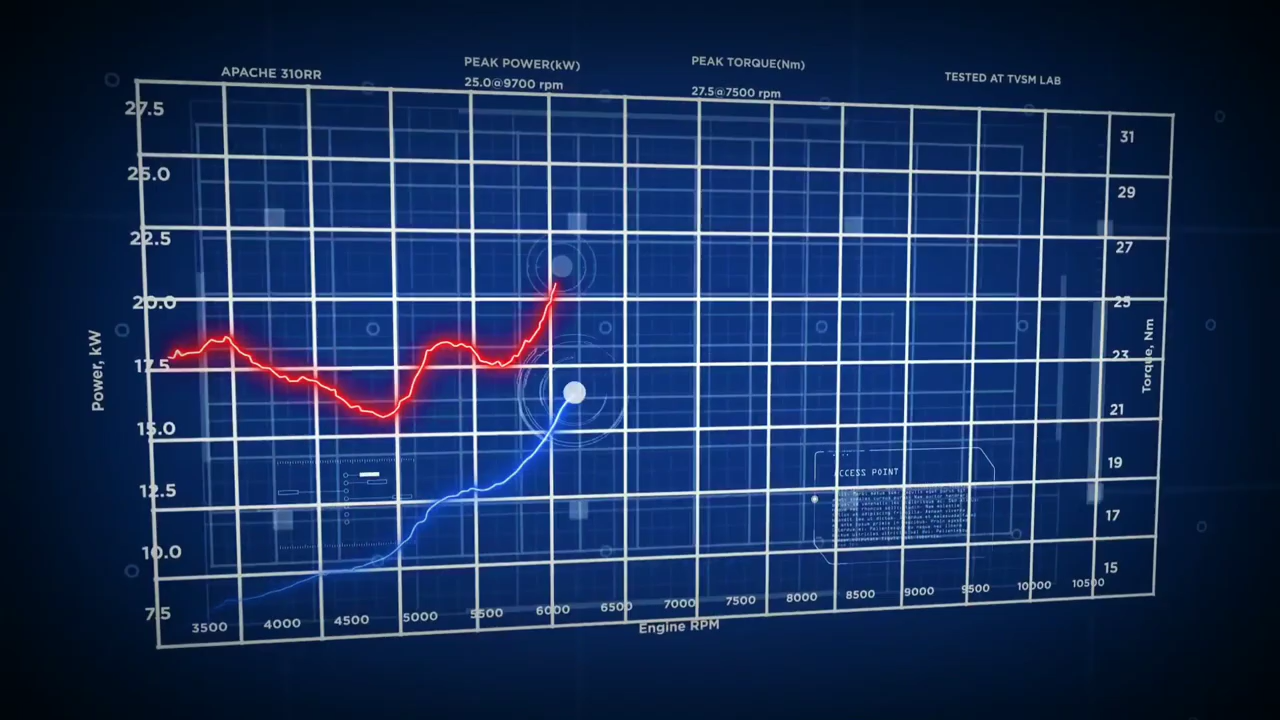 APACHE 310RR
PEAK POWER(kW)
25.0@9700 rpm
PEAK TORQUE(Nm)
27.5@7500 rpm
TESTED AT TVSM LAB
27.5
25.0
22.5
20.0
17.5
15.0
12.5
10.0
7.5
Power, kW
31
29
27
25
23
21
19
17
15
Torque, Nm
ACCESS POINT
3500 4000 4500 5000 5500 6000 6500 7000 7500 8000 8500 9000 9500 10000 10500
Engine RPM